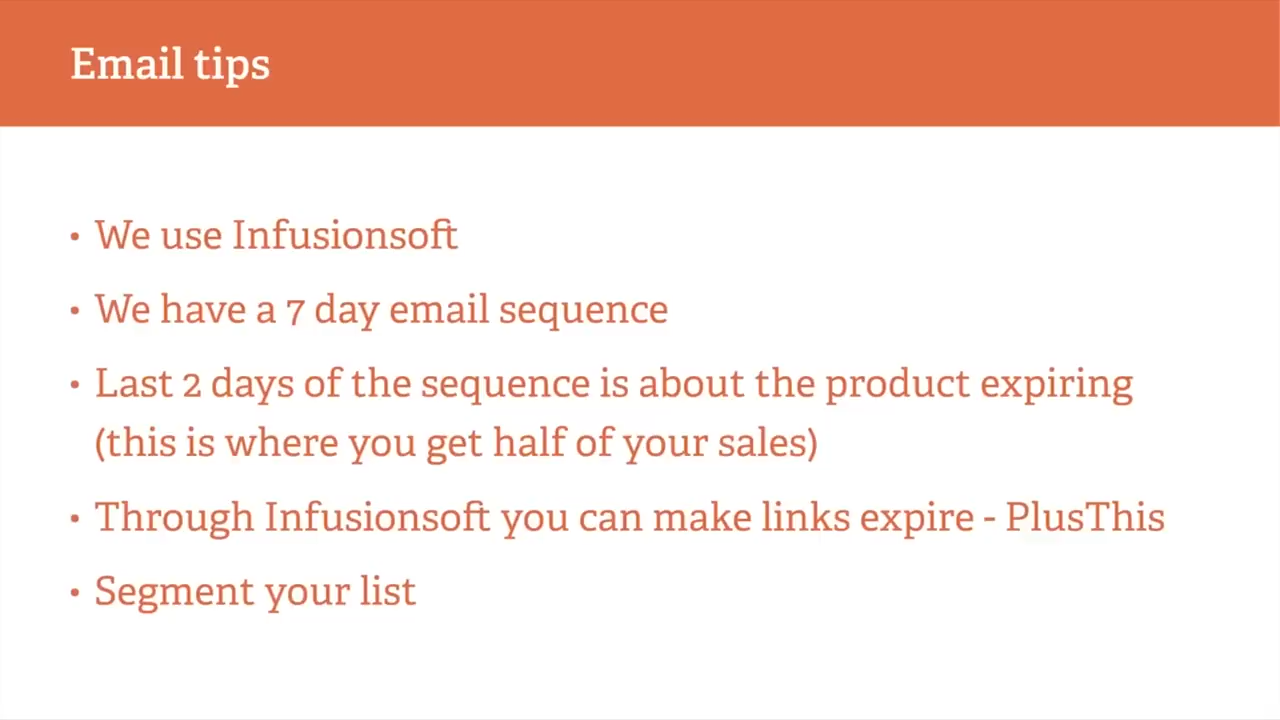 Email tips
• We use Infusionsoft
• We have a 7 day email sequence
• Last 2 days of the sequence is about the product expiring
(this is where you get half of your sales)
• Through Infusionsoft you can make links expire - PlusThis
• Segment your list